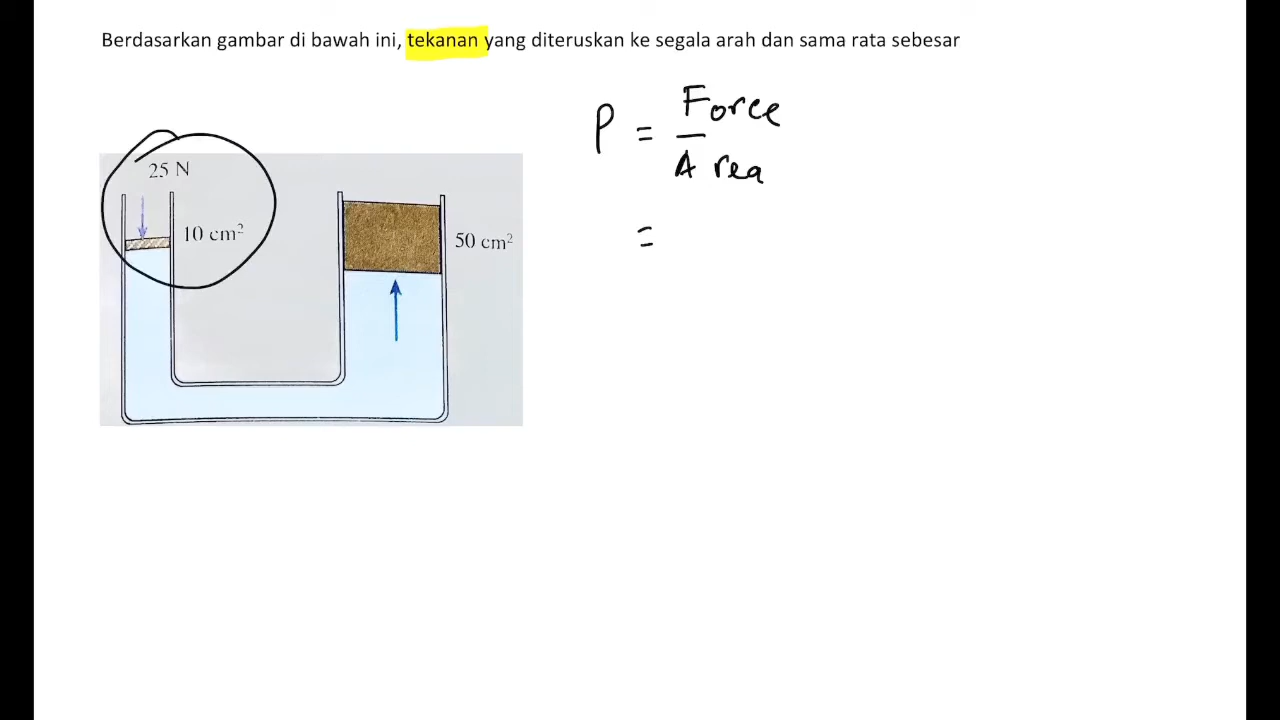 Berdasarkan gambar di bawah ini, tekanan yang diteruskan ke segala arah dan sama rata sebesar
P = Force
Area
=
25 N
10 cm²
50 cm²